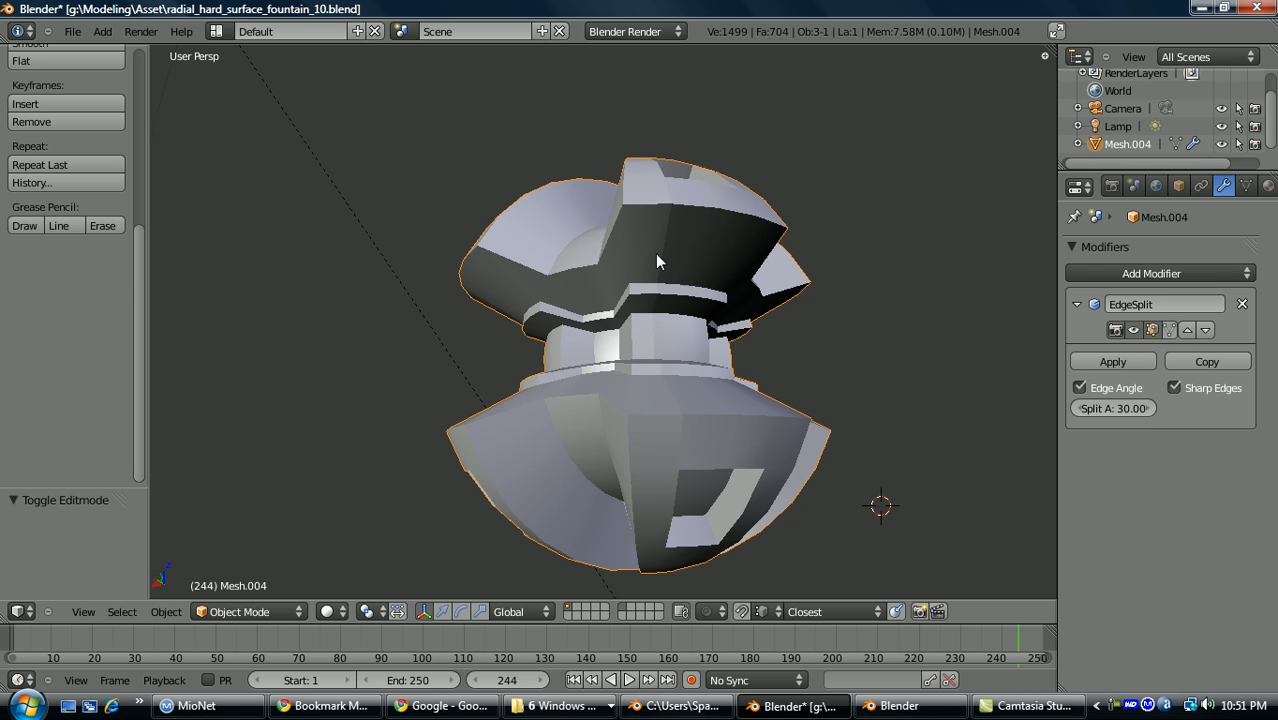 Blender* [g:\Modeling\Asset\radial_hard_surface_fountain_10.blend]
File Add Render Help Default Scene Blender Render Ve:1499 | Fa:704 | Ob:3-1 | La:1 | Mem:7.58M (0.10M) | Mesh.004
Smooth
Flat
Keyframes:
Insert
Remove
Repeat:
Repeat Last
History...
Grease Pencil:
Draw Line Erase
Toggle Editmode
User Persp
(244) Mesh.004
View All Scenes
RenderLayers
World
Camera
Lamp
Mesh.004
Mesh.004
Modifiers
Add Modifier
EdgeSplit
Apply Copy
Edge Angle Sharp Edges
Split A: 30.00
View Select Object Object Mode Global Closest
10 20 30 40 50 60 70 80 90 100 110 120 130 140 150 160 170 180 190 200 210 220 230 240 250
View Frame Playback PR Start: 1 End: 250 244 No Sync
MioNet Bookmark M... Google - Goo... 6 Windows ... C:\Users\Spa... Blender* [g:\... Blender Camtasia Stu... 10:51 PM